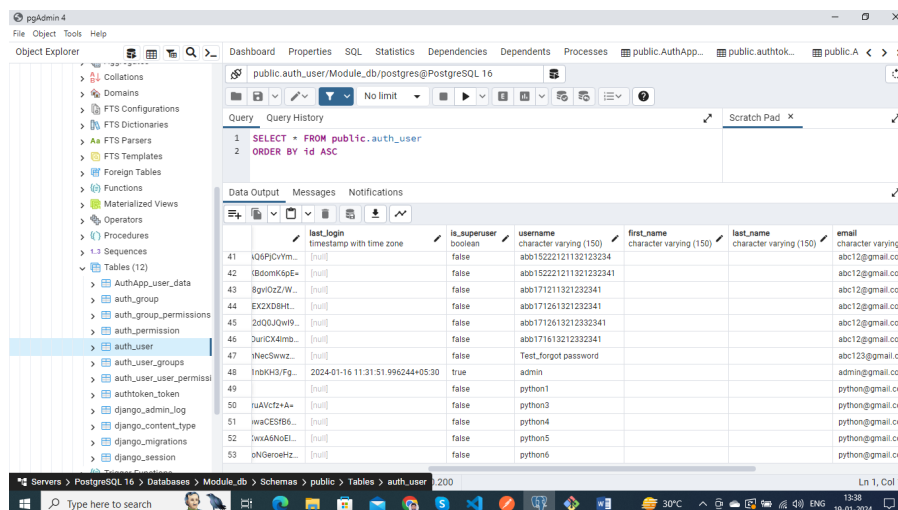 pgAdmin 4
File Object Tools Help
Object Explorer
Dashboard Properties SQL Statistics Dependencies Dependents Processes public.AuthApp... public.authtok... public.A
public.auth_user/Module_db/postgres@PostgreSQL 16
No limit
Query Query History
Scratch Pad
1 SELECT * FROM public.auth_user
2 ORDER BY id ASC
Collations
Domains
FTS Configurations
FTS Dictionaries
FTS Parsers
FTS Templates
Foreign Tables
Functions
Materialized Views
Operators
Procedures
1..3 Sequences
Tables (12)
AuthApp_user_data
auth_group
auth_group_permissions
auth_permission
auth_user
auth_user_groups
auth_user_user_permissi
authtoken_token
django_admin_log
django_content_type
django_migrations
django_session
Data Output Messages Notifications
last_login is_superuser username first_name last_name email
timestamp with time zone boolean character varying (150) character varying (150) character varying (150) character varying
41 [null] false abb15222121132123234 abc12@gmail.co
42 [null] false abb152221211321232341 abc12@gmail.co
43 [null] false abb171211321232341 abc12@gmail.co
44 [null] false abb171261321232341 abc12@gmail.co
45 [null] false abb1712613212332341 abc12@gmail.co
46 [null] false abb171613212332341 abc12@gmail.co
47 [null] false Test_forgot password abc123@gmail.c
48 2024-01-16 11:31:51.996244+05:30 true admin admin@gmail.co
49 [null] false python1 python@gmail.c
50 [null] false python3 python@gmail.c
51 [null] false python4 python@gmail.c
52 [null] false python5 python@gmail.c
53 [null] false python6 python@gmail.c
Servers > PostgreSQL 16 > Databases > Module_db > Schemas > public > Tables > auth_user
.200
Ln 1, Col
Type here to search
30°C
ENG
13:38
19-01-2024